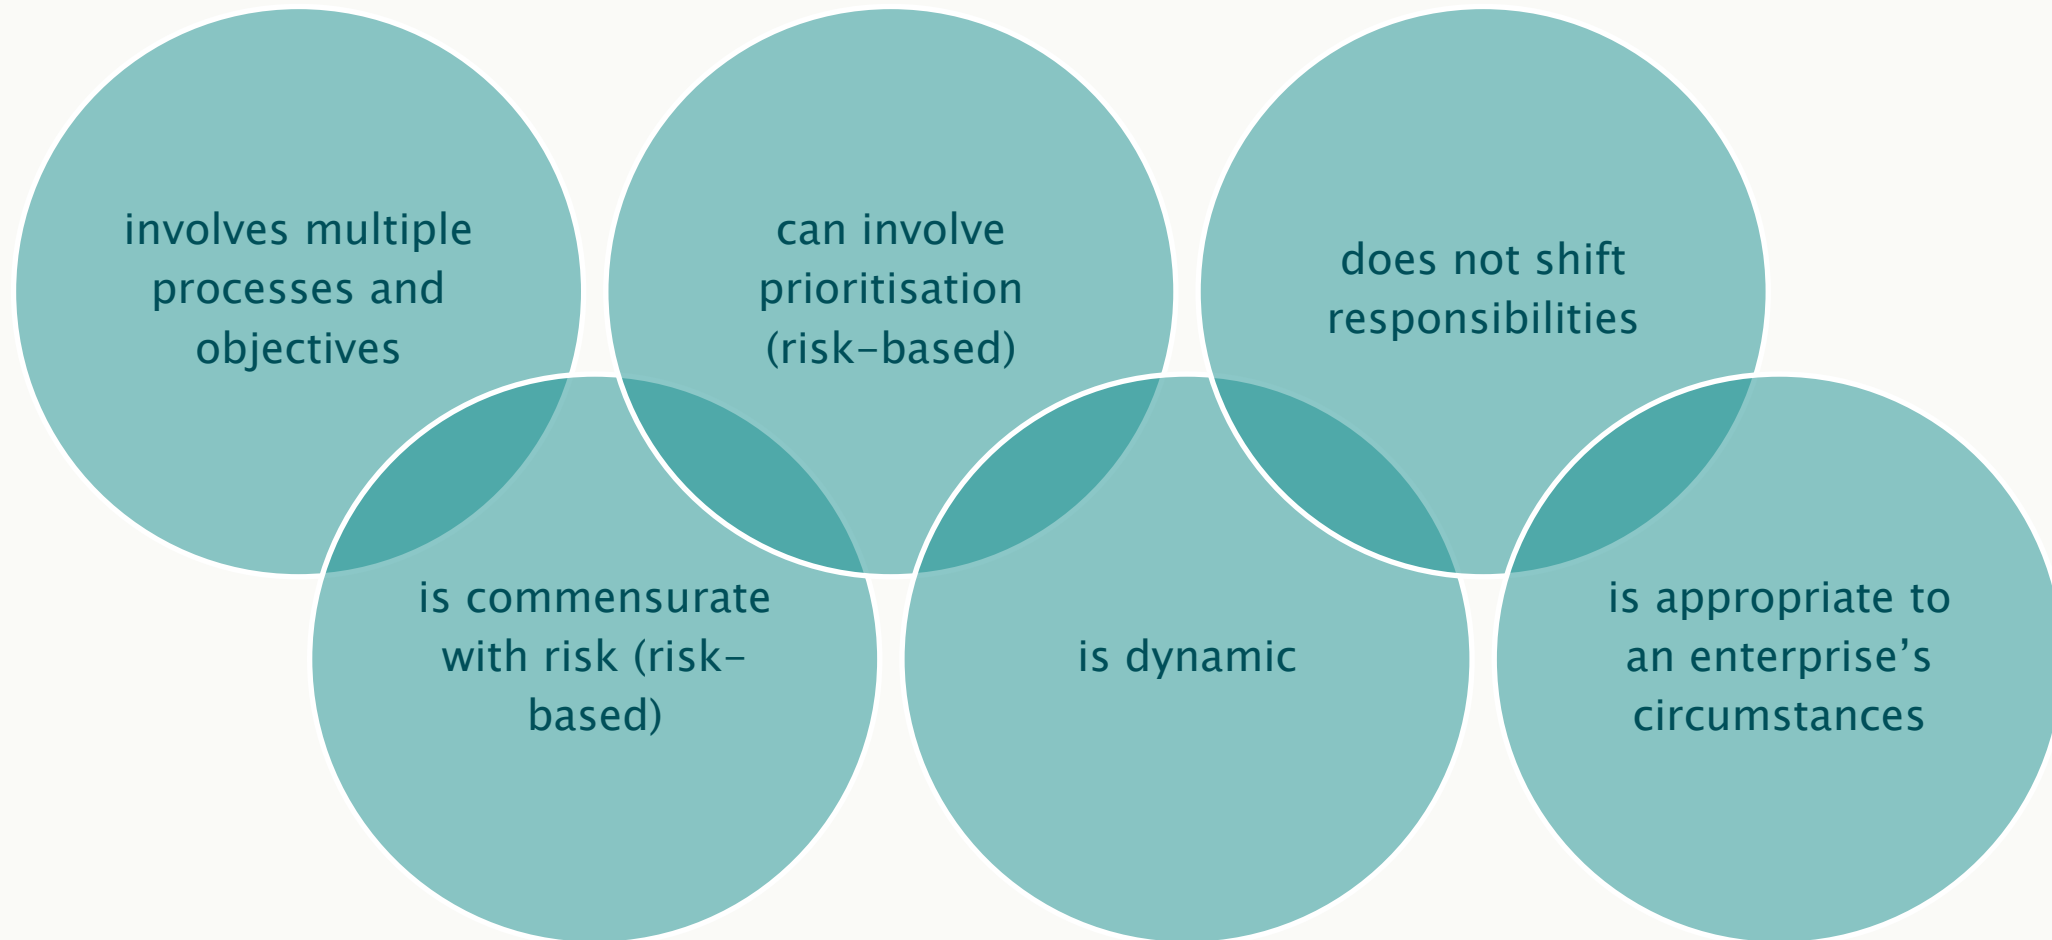 involves multiple
processes and
objectives
can involve
prioritisation
(risk–based)
does not shift
responsibilities
is commensurate
with risk (risk–
based)
is dynamic
is appropriate to
an enterprise’s
circumstances